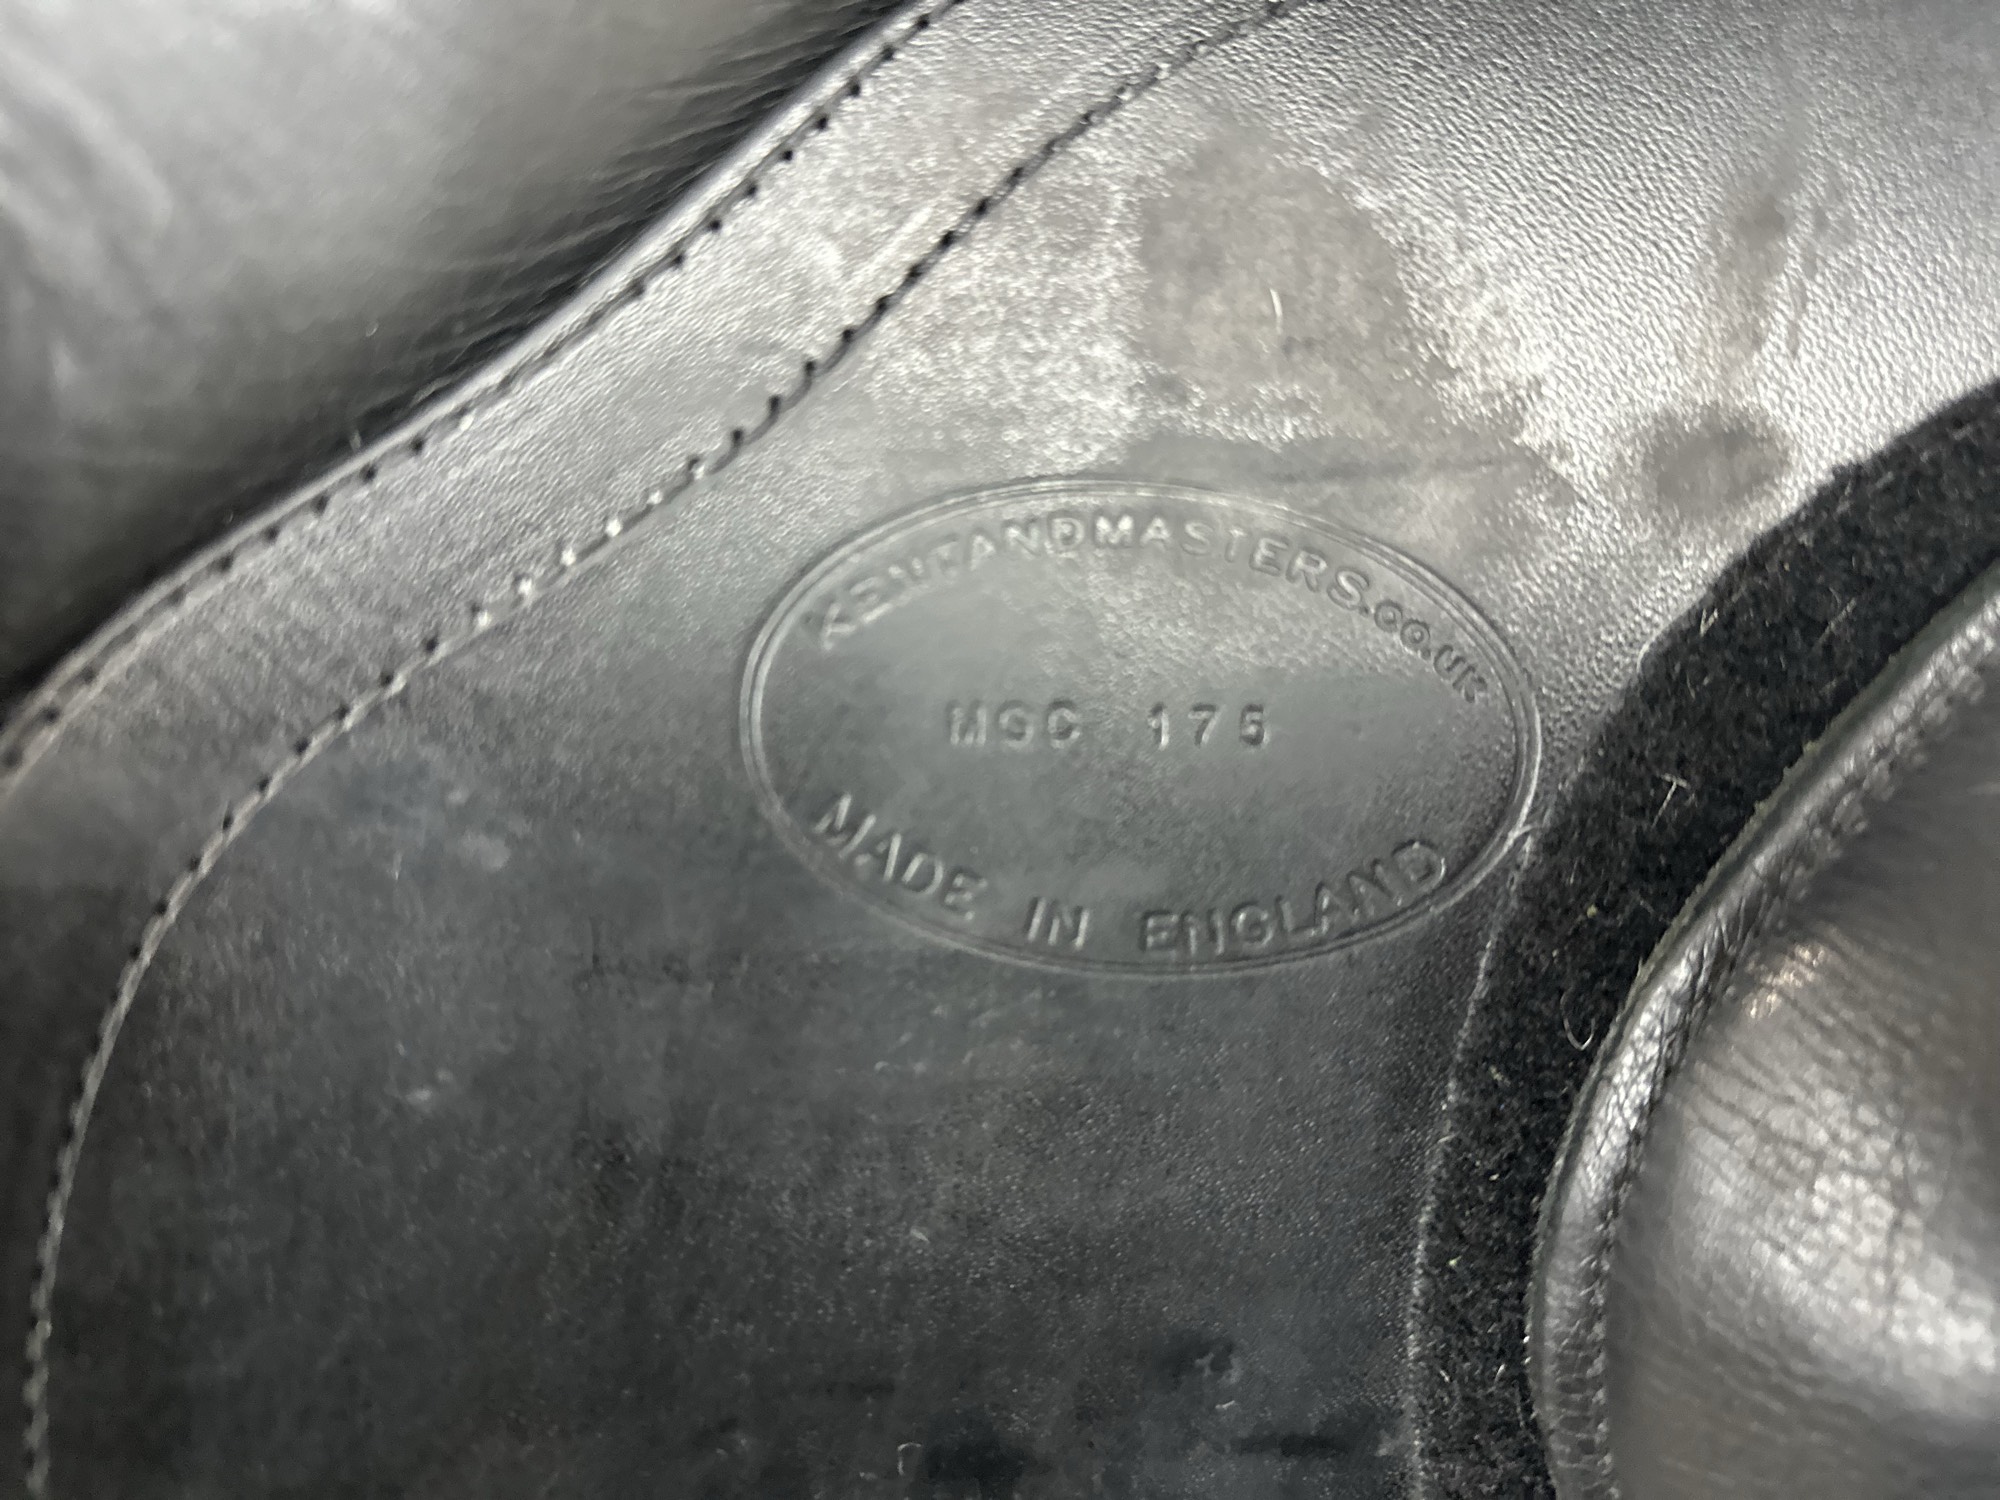 KENTANDMASTERS.CO.UK
MSC 175
MADE IN ENGLAND